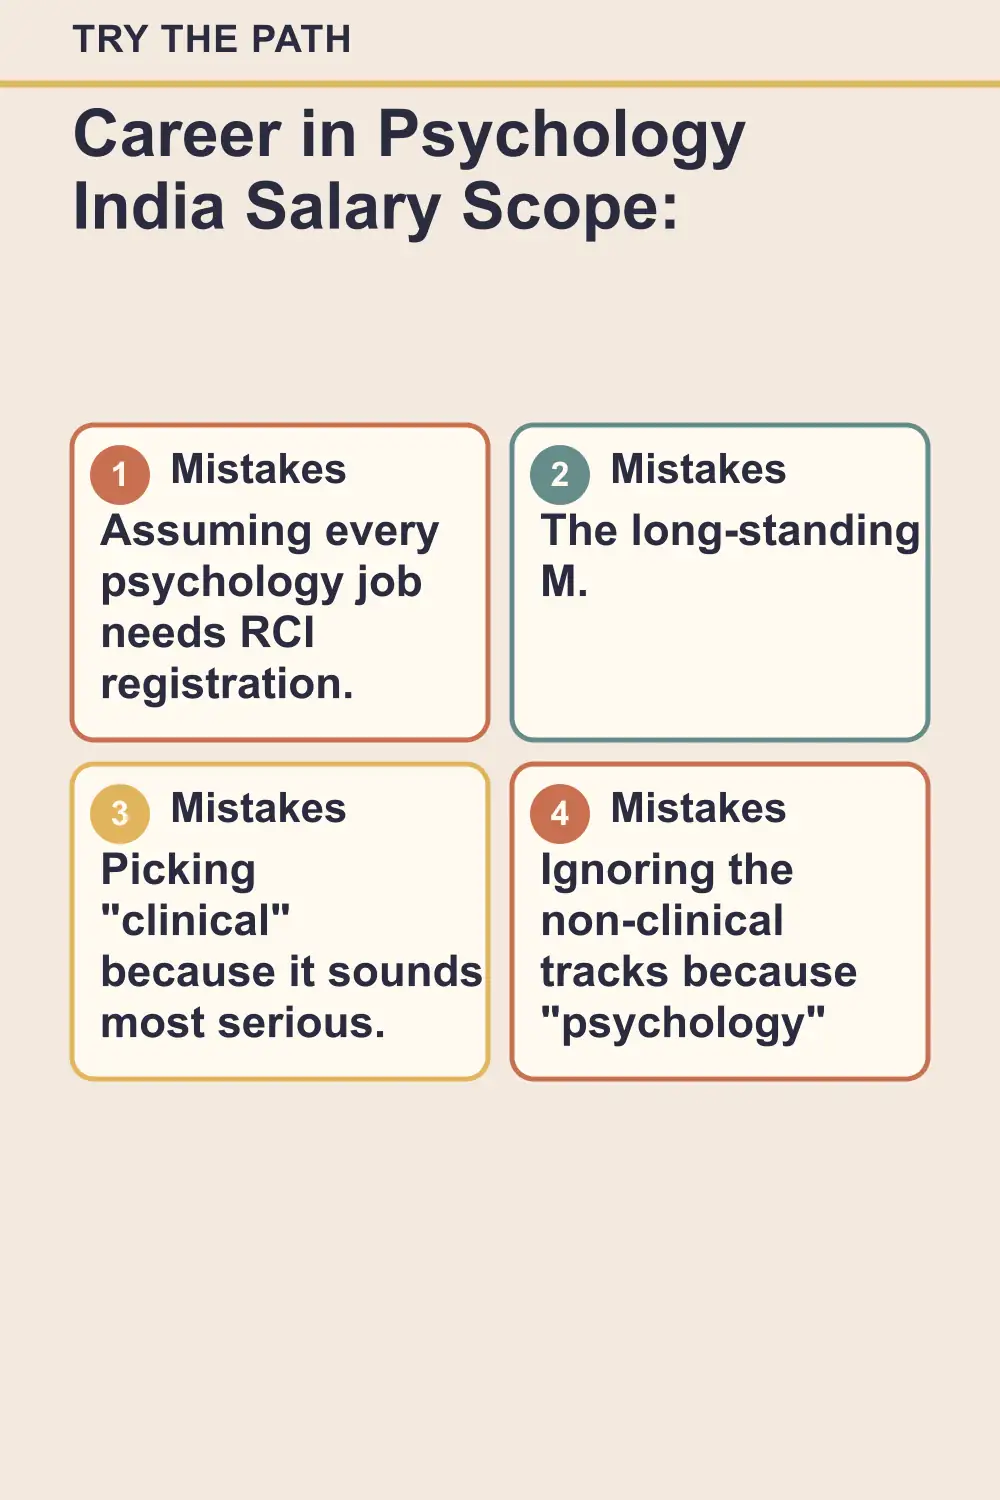 TRY THE PATH
Career in Psychology
India Salary Scope:
1 Mistakes
Assuming every
psychology job
needs RCI
registration.
2 Mistakes
The long-standing
M.
3 Mistakes
Picking
"clinical"
because it sounds
most serious.
4 Mistakes
Ignoring the
non-clinical
tracks because
"psychology"